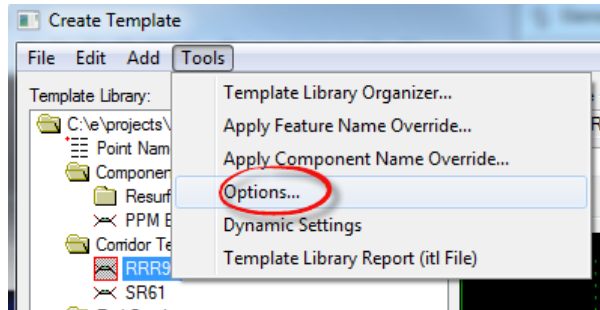 Create Template
File Edit Add Tools
Template Library:
C:\e\projects\
Point Nam
Componen
Resurf
PPM E
Corridor Te
RRR9
SR61
Template Library Organizer...
Apply Feature Name Override...
Apply Component Name Override...
Options...
Dynamic Settings
Template Library Report (itl File)